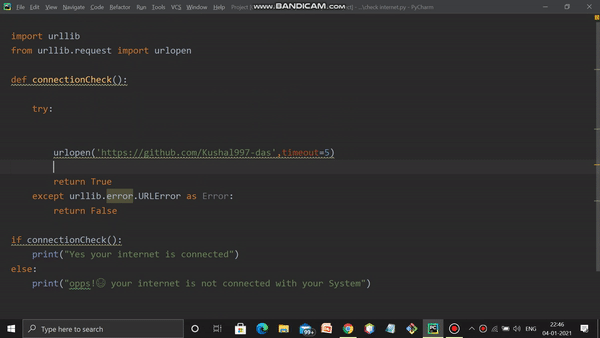 File Edit View Navigate Code Refactor Run Tools VCS Window Help
www.BANDICAM.com
check internet.py - PyCharm
import urllib
from urllib.request import urlopen
def connectionCheck():
try:
urlopen('https://github.com/Kushal997-das',timeout=5)
return True
except urllib.error.URLError as Error:
return False
if connectionCheck():
print("Yes your internet is connected")
else:
print("opps!☹ your internet is not connected with your System")
Type here to search
99+
ENG
22:46
04-01-2021